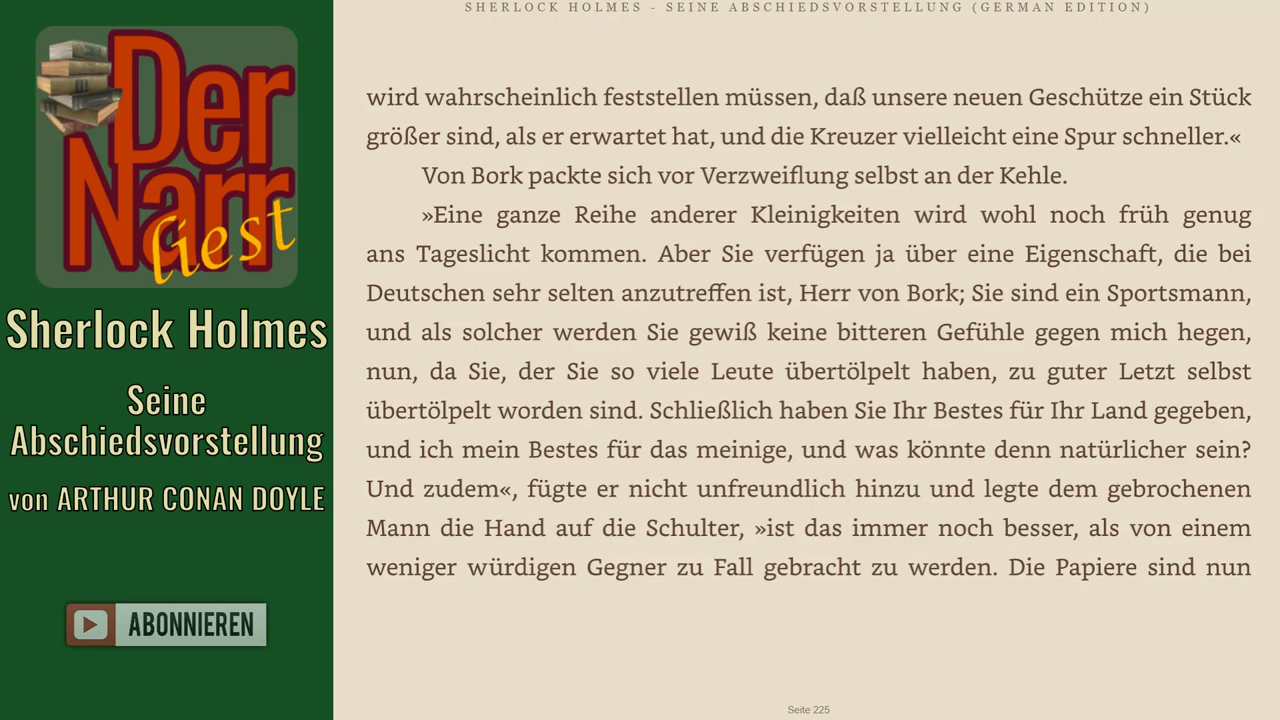 Der
Narr
liest
Sherlock Holmes
Seine
Abschiedsvorstellung
von ARTHUR CONAN DOYLE
ABONNIEREN
SHERLOCK HOLMES - SEINE ABSCHIEDSVORSTELLUNG (GERMAN EDITION)
wird wahrscheinlich feststellen müssen, daß unsere neuen Geschütze ein Stück
größer sind, als er erwartet hat, und die Kreuzer vielleicht eine Spur schneller.«
Von Bork packte sich vor Verzweiflung selbst an der Kehle.
»Eine ganze Reihe anderer Kleinigkeiten wird wohl noch früh genug
ans Tageslicht kommen. Aber Sie verfügen ja über eine Eigenschaft, die bei
Deutschen sehr selten anzutreffen ist, Herr von Bork; Sie sind ein Sportsmann,
und als solcher werden Sie gewiß keine bitteren Gefühle gegen mich hegen,
nun, da Sie, der Sie so viele Leute übertölpelt haben, zu guter Letzt selbst
übertölpelt worden sind. Schließlich haben Sie Ihr Bestes für Ihr Land gegeben,
und ich mein Bestes für das meinige, und was könnte denn natürlicher sein?
Und zudem«, fügte er nicht unfreundlich hinzu und legte dem gebrochenen
Mann die Hand auf die Schulter, »ist das immer noch besser, als von einem
weniger würdigen Gegner zu Fall gebracht zu werden. Die Papiere sind nun
Seite 225